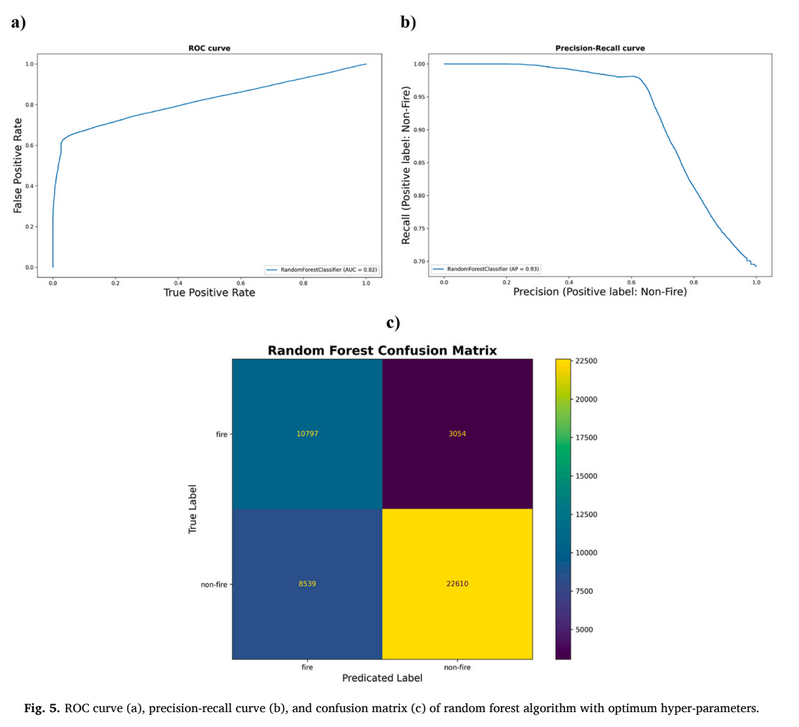 a)
ROC curve
1.0
0.8
0.6
0.4
0.2
0.0
False Positive Rate
RandomForestClassifier (AUC = 0.82)
0.0 0.2 0.4 0.6 0.8 1.0
True Positive Rate
b)
Precision-Recall curve
1.00
0.95
0.90
0.85
0.80
0.75
0.70
Recall (Positive label: Non-Fire)
RandomForestClassifier (AP = 0.93)
0.0 0.2 0.4 0.6 0.8 1.0
Precision (Positive label: Non-Fire)
c)
Random Forest Confusion Matrix
True Label
fire
10797 3054
non-fire
8539 22610
fire non-fire
Predicated Label
22500
20000
17500
15000
12500
10000
7500
5000
Fig. 5. ROC curve (a), precision-recall curve (b), and confusion matrix (c) of random forest algorithm with optimum hyper-parameters.